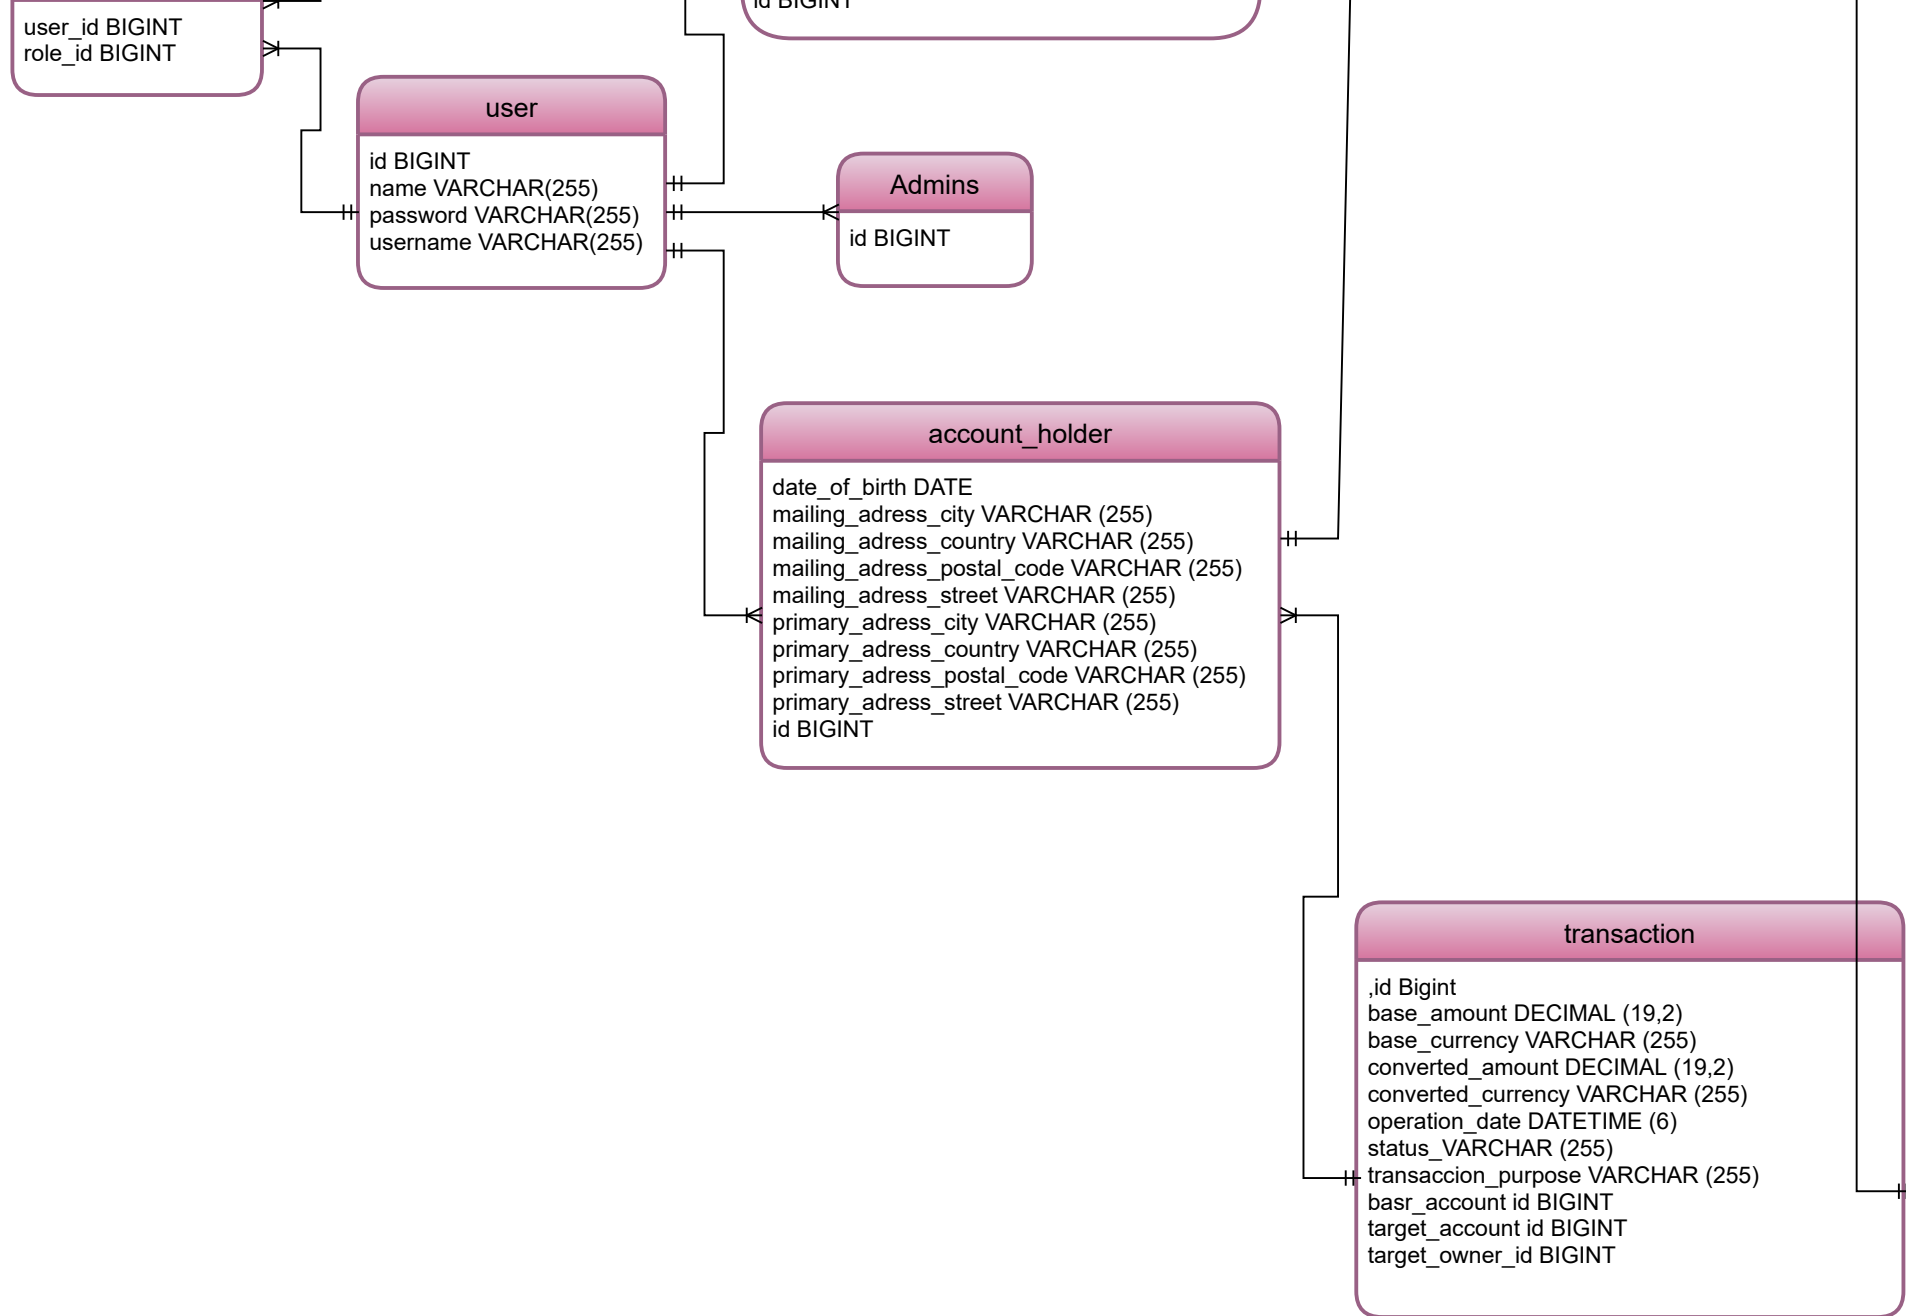 user_id BIGINT
role_id BIGINT
id BIGINT
user
id BIGINT
name VARCHAR(255)
password VARCHAR(255)
username VARCHAR(255)
Admins
id BIGINT
account_holder
date_of_birth DATE
mailing_adress_city VARCHAR (255)
mailing_adress_country VARCHAR (255)
mailing_adress_postal_code VARCHAR (255)
mailing_adress_street VARCHAR (255)
primary_adress_city VARCHAR (255)
primary_adress_country VARCHAR (255)
primary_adress_postal_code VARCHAR (255)
primary_adress_street VARCHAR (255)
id BIGINT
transaction
,id Bigint
base_amount DECIMAL (19,2)
base_currency VARCHAR (255)
converted_amount DECIMAL (19,2)
converted_currency VARCHAR (255)
operation_date DATETIME (6)
status_VARCHAR (255)
transaccion_purpose VARCHAR (255)
basr_account id BIGINT
target_account id BIGINT
target_owner_id BIGINT